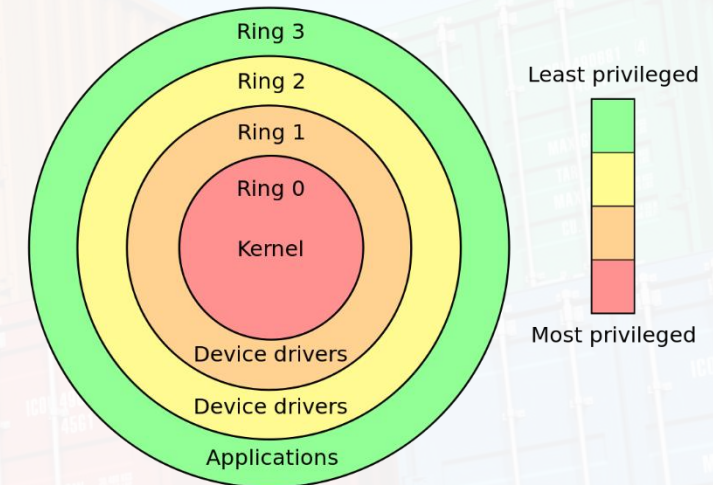 Ring 3
Ring 2
Ring 1
Ring 0
Kernel
Device drivers
Device drivers
Applications
Least privileged
Most privileged